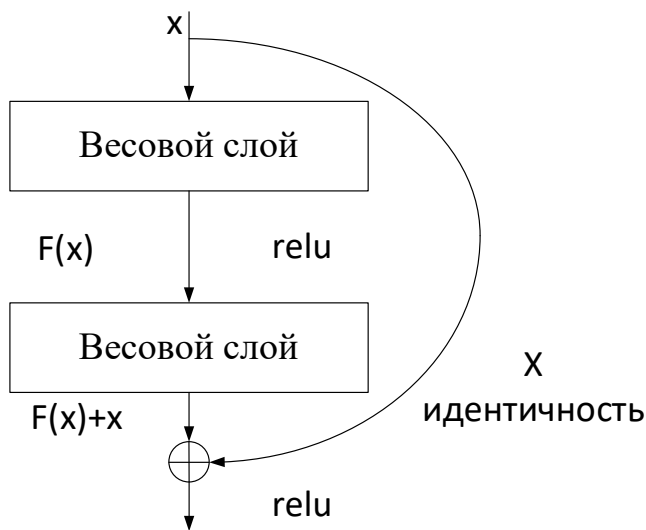 x
Весовой слой
F(x)
relu
Весовой слой
X
идентичность
F(x)+x
relu